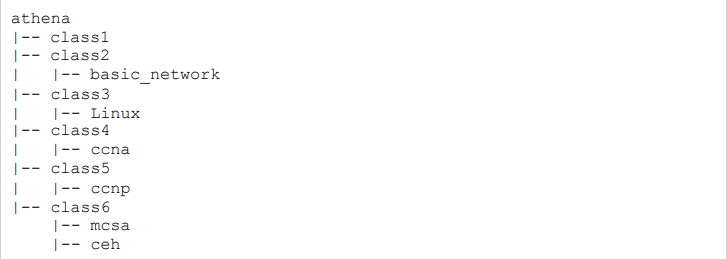 athena
|-- class1
|-- class2
|   |-- basic_network
|-- class3
|   |-- Linux
|-- class4
|   |-- ccna
|-- class5
|   |-- ccnp
|-- class6
    |-- mcsa
    |-- ceh